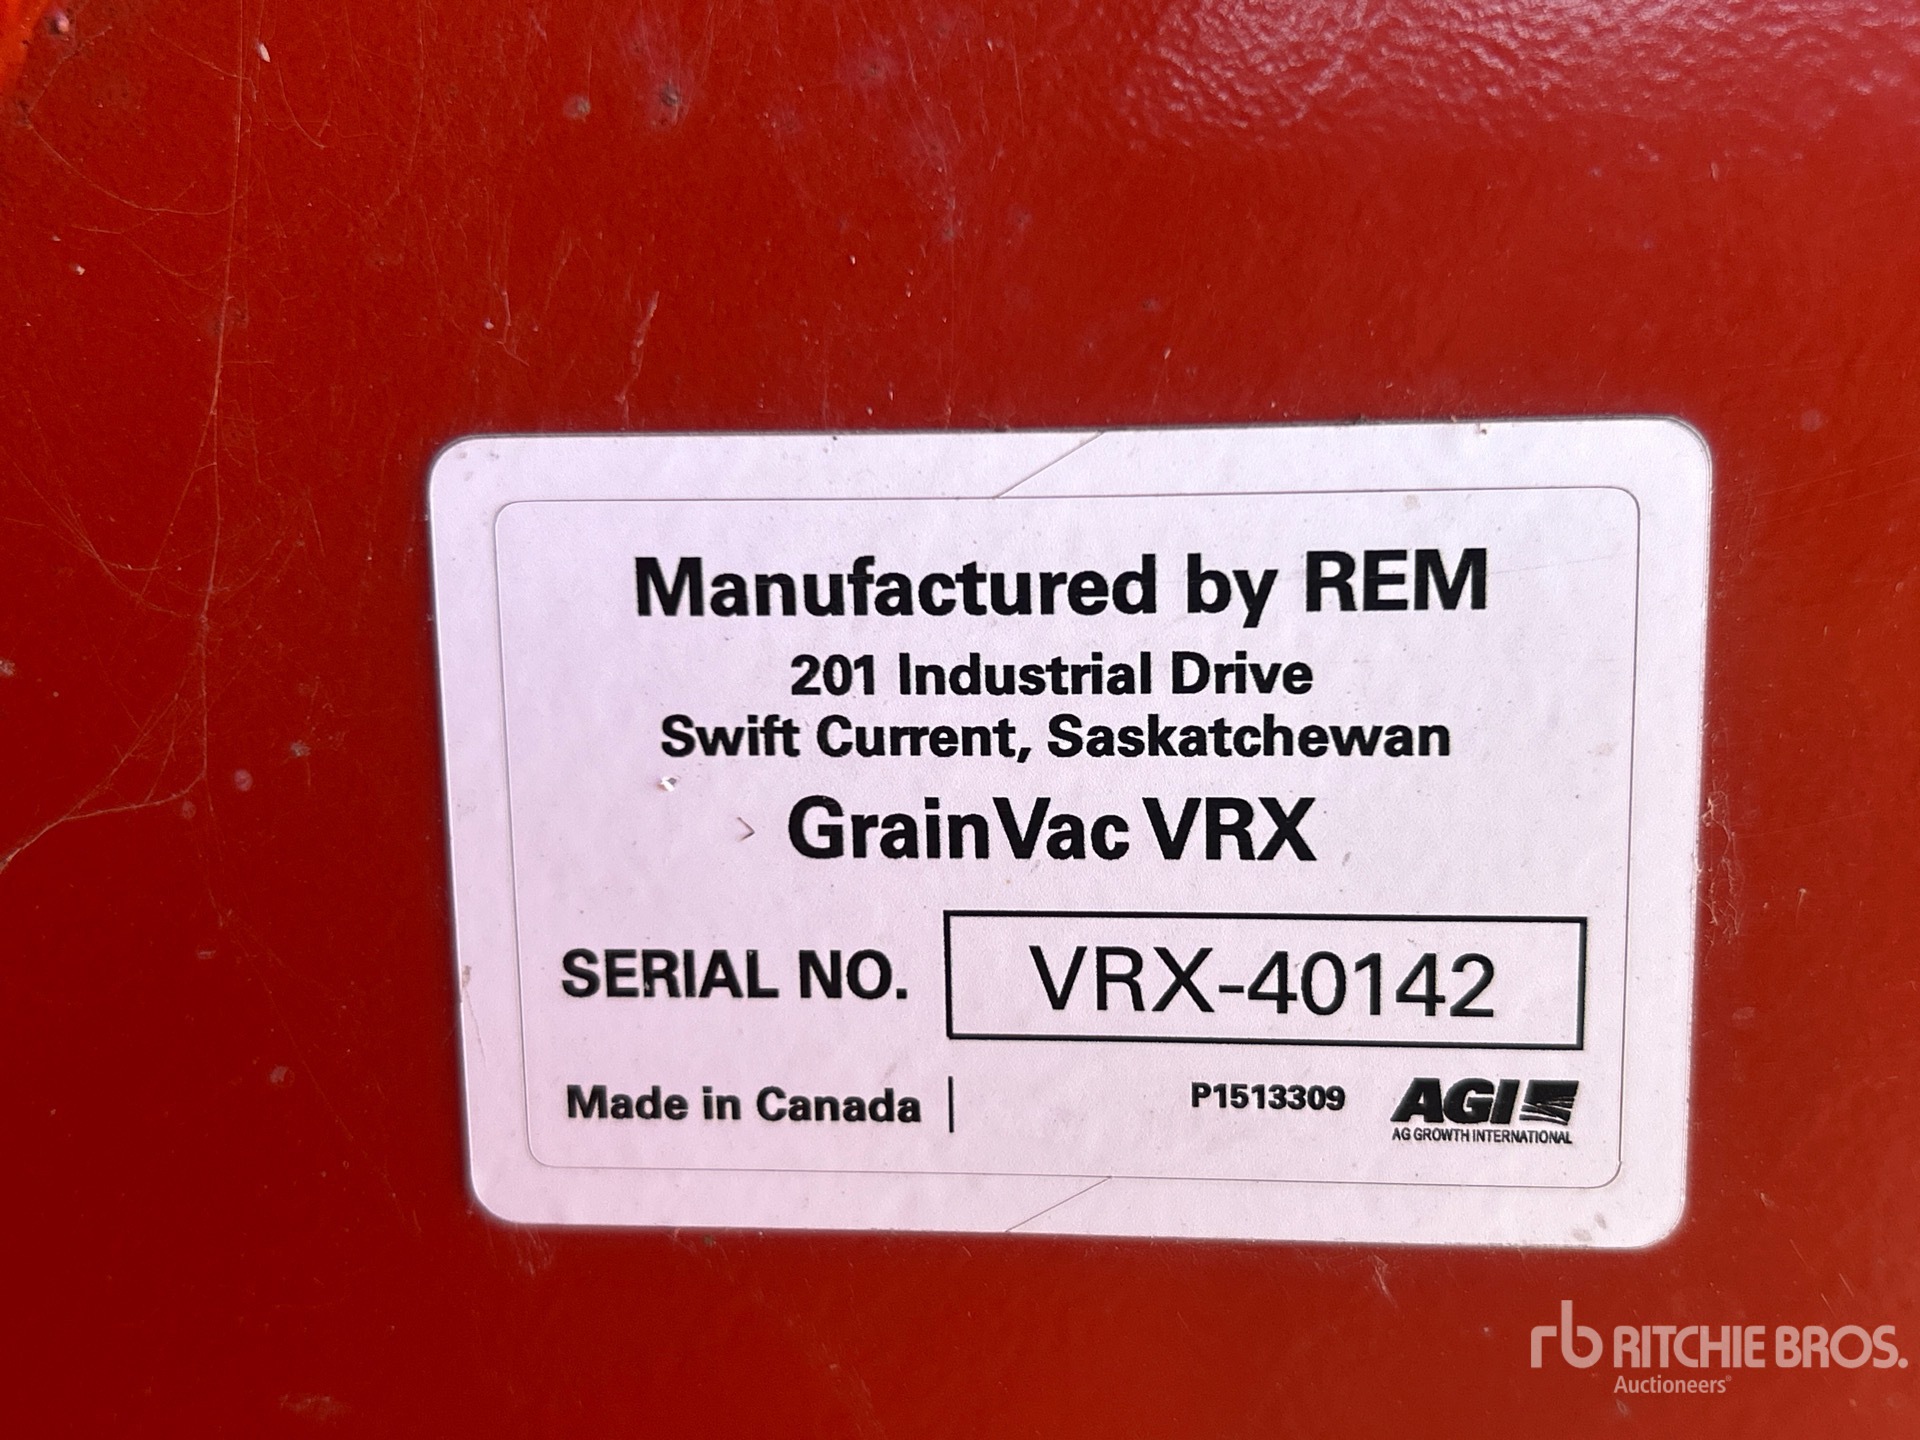 Manufactured by REM
201 Industrial Drive
Swift Current, Saskatchewan
GrainVac VRX
SERIAL NO. VRX-40142
Made in Canada P1513309 AGI
AG GROWTH INTERNATIONAL
rb RITCHIE BROS.
Auctioneers®